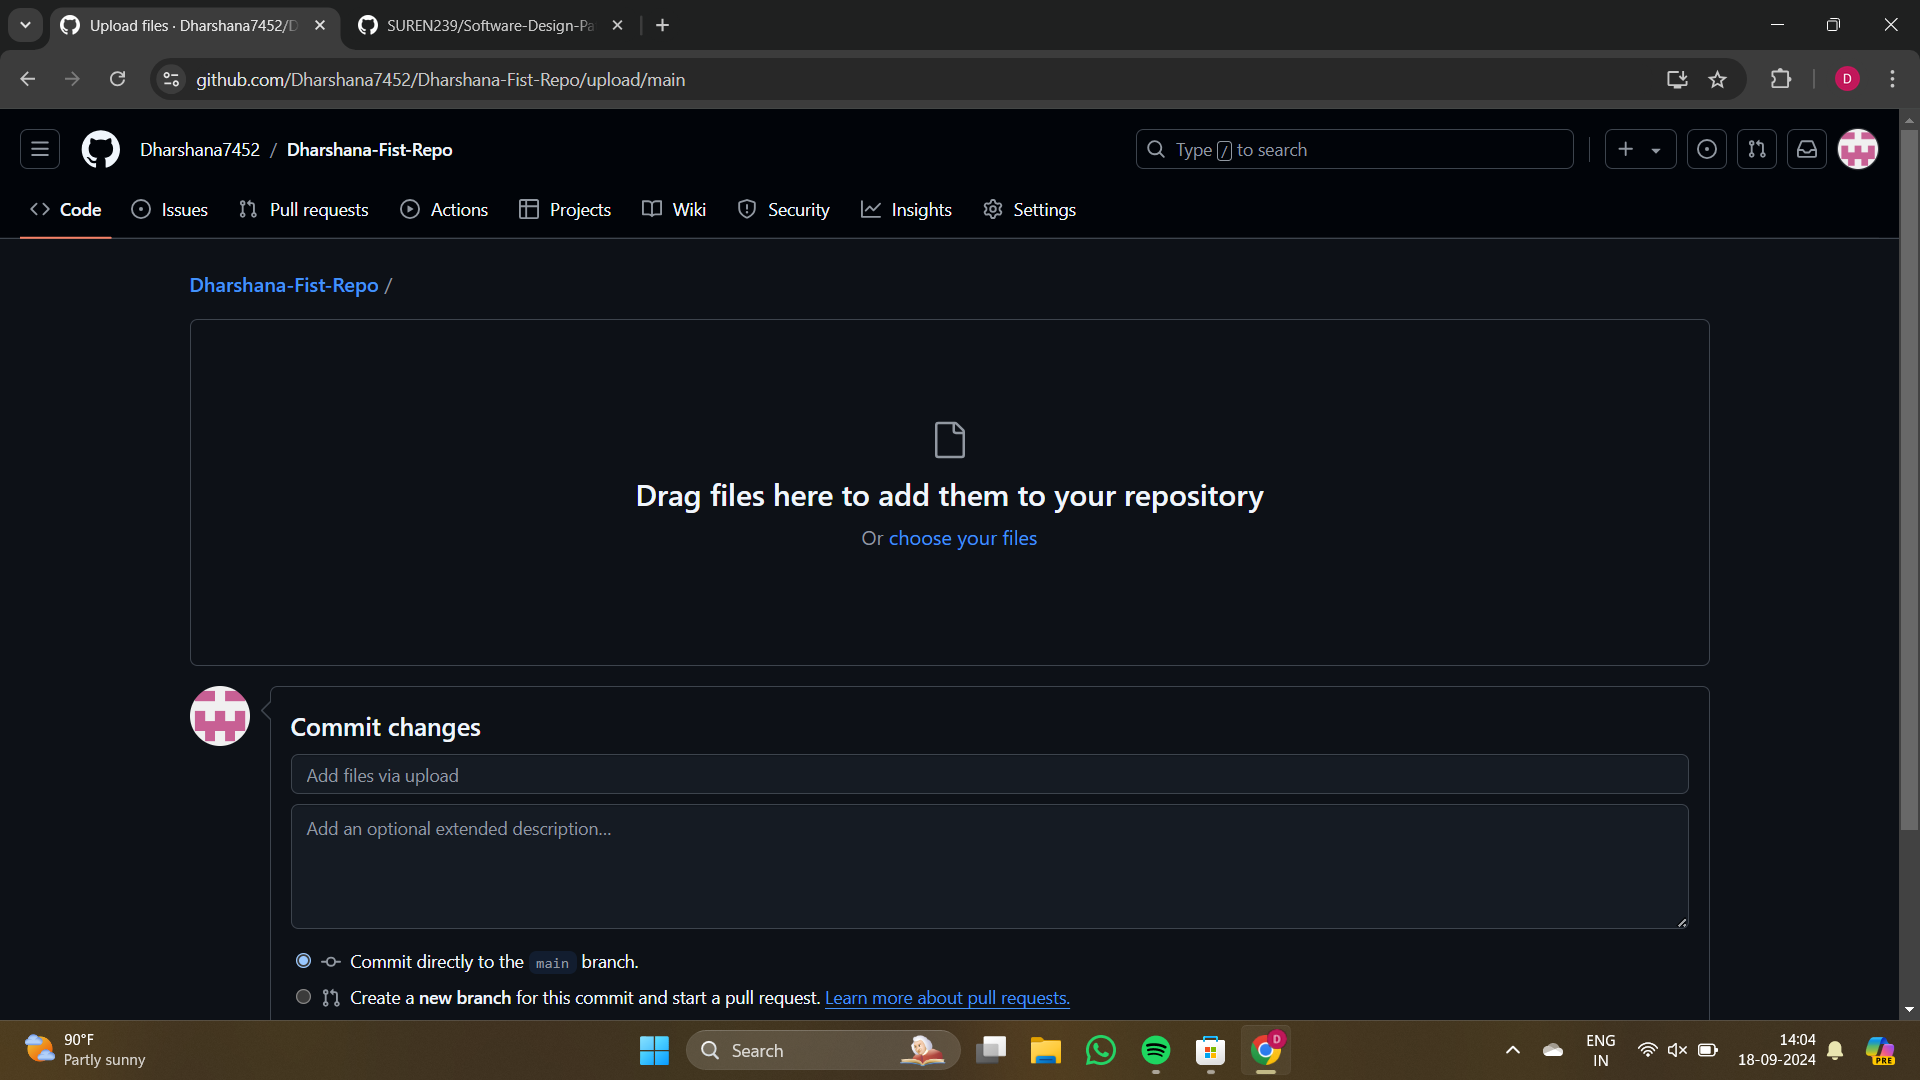 Upload files · Dharshana7452/D
SUREN239/Software-Design-Pa
github.com/Dharshana7452/Dharshana-Fist-Repo/upload/main
D
Dharshana7452 / Dharshana-Fist-Repo
Type / to search
Code
Issues
Pull requests
Actions
Projects
Wiki
Security
Insights
Settings
Dharshana-Fist-Repo /
Drag files here to add them to your repository
Or choose your files
Commit changes
Add files via upload
Add an optional extended description...
Commit directly to the main branch.
Create a new branch for this commit and start a pull request. Learn more about pull requests.
90°F
Partly sunny
Search
D
ENG
IN
14:04
18-09-2024
PRE